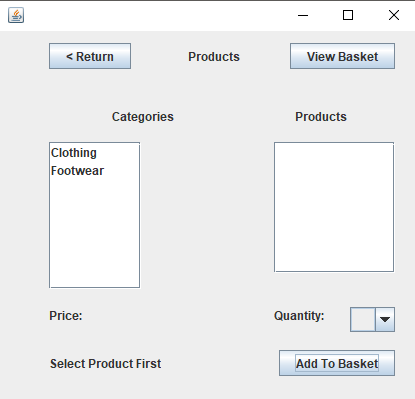 < Return Products View Basket
Categories Products
Clothing
Footwear
Price: Quantity:
Select Product First Add To Basket